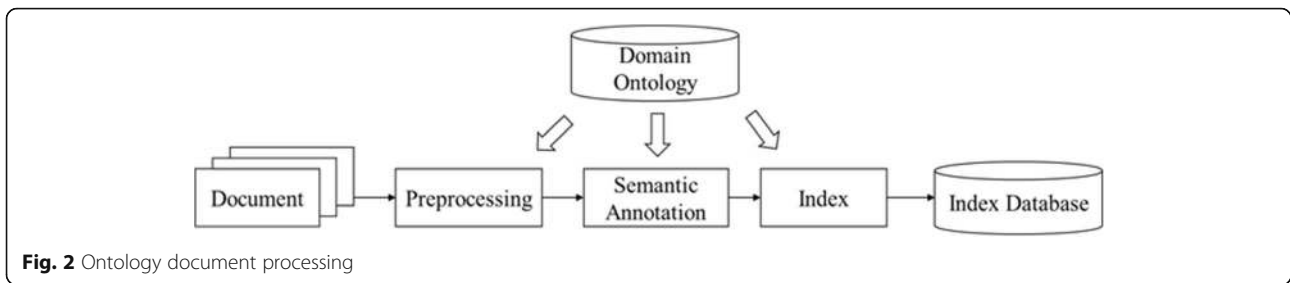 Domain
Ontology
Document
Preprocessing
Semantic
Annotation
Index
Index Database
Fig. 2 Ontology document processing